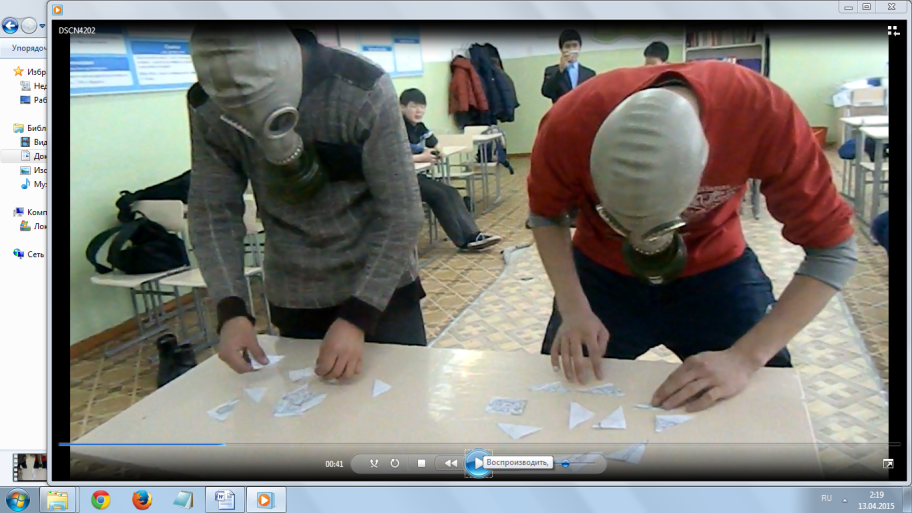 DSCN4202
Упорядоч
Избр
Нед
Раб
Библ
Вид
Док
Изо
Муз
Комп
Лок
Сеть
00:41
Воспроизводить,
RU
2:19
13.04.2015